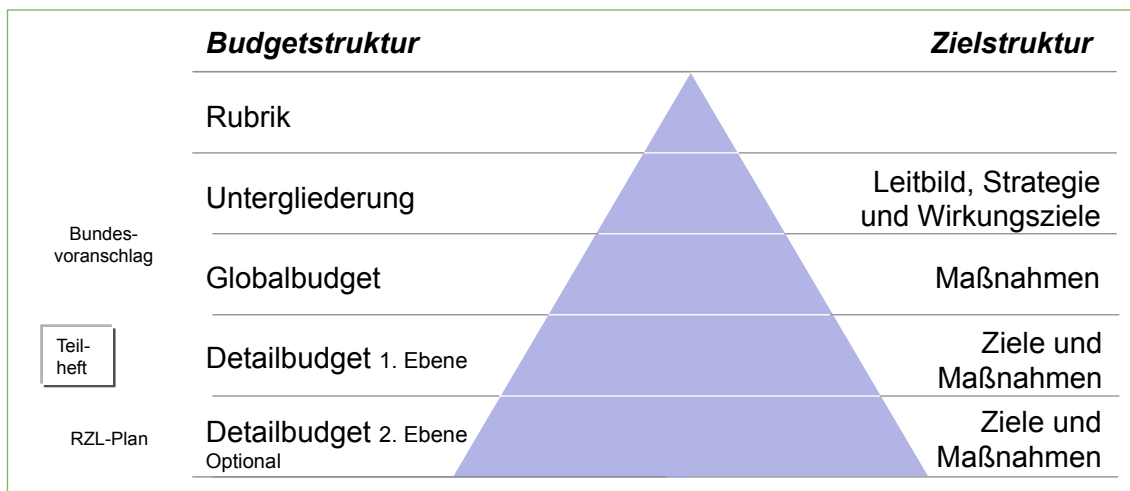 Budgetstruktur Zielstruktur
Rubrik
Untergliederung
Leitbild, Strategie
und Wirkungsziele
Bundes-
voranschlag
Globalbudget
Maßnahmen
Teil-
heft
Detailbudget 1. Ebene
Ziele und
Maßnahmen
RZL-Plan
Detailbudget 2. Ebene
Optional
Ziele und
Maßnahmen